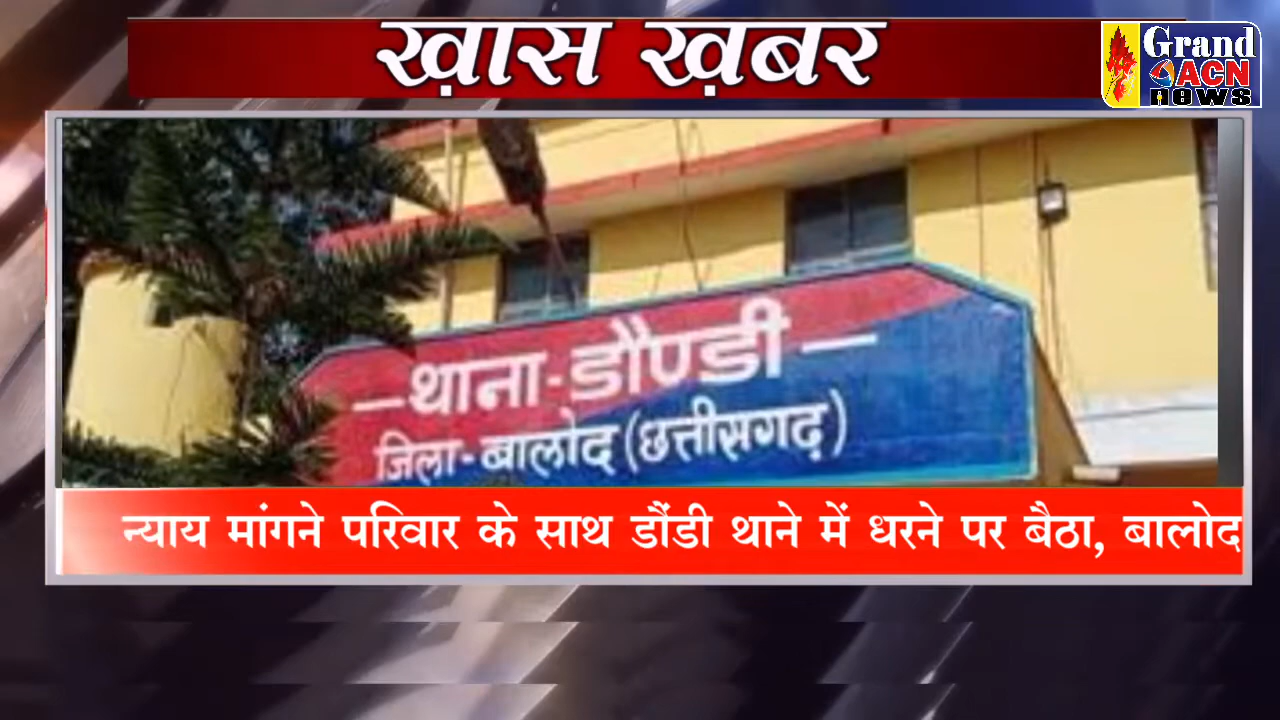 ख़ास ख़बर
Grand
ACN
news
-थाना-डौण्डी-
जिला-बालोद (छत्तीसगढ़)
न्याय मांगने परिवार के साथ डौंडी थाने में धरने पर बैठा, बालोद